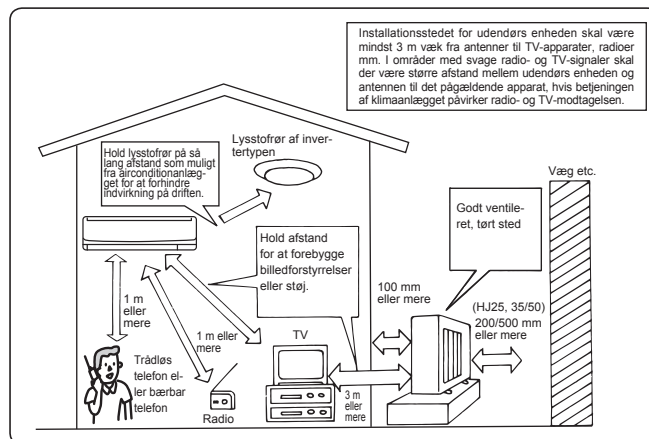 Installationsstedet for udendørs enheden skal være
mindst 3 m væk fra antenner til TV-apparater, radioer
mm. I områder med svage radio- og TV-signaler skal
der være større afstand mellem udendørs enheden og
antennen til det pågældende apparat, hvis betjeningen
af klimaanlægget påvirker radio- og TV-modtagelsen.
Lysstofrør af inver-
tertypen
Hold lysstofrør på så
lang afstand som muligt
fra airconditionanlæg-
get for at forhindre
indvirkning på driften.
Væg etc.
Godt ventile-
ret, tørt sted
Hold afstand
for at forebygge
billedforstyrrelser
eller støj.
100 mm
eller mere
(HJ25, 35/50)
200/500 mm
eller mere
1 m
eller
mere
1 m eller
mere
TV
Trådløs
telefon el-
ler bærbar
telefon
Radio
3 m
eller
mere